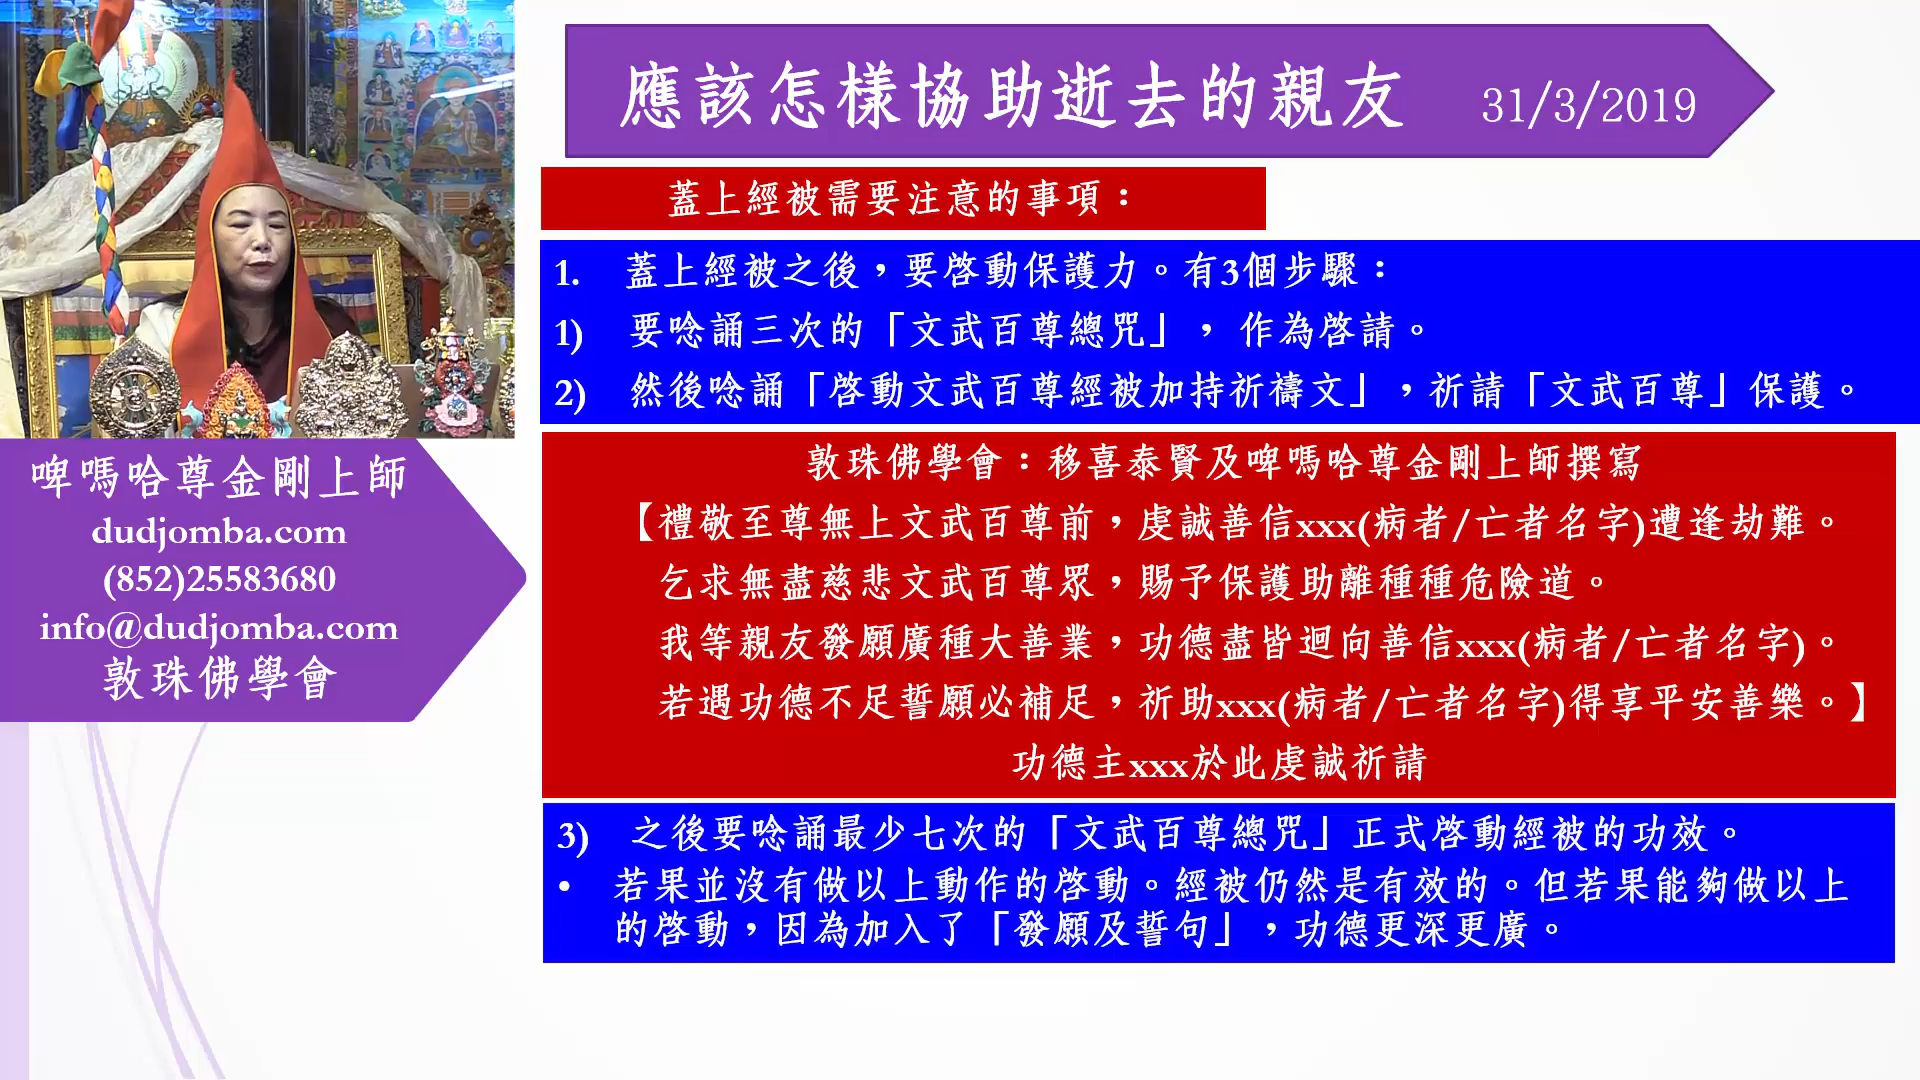 應該怎樣協助逝去的親友 31/3/2019
蓋上經被需要注意的事項：
1. 蓋上經被之後，要啓動保護力。有3個步驟：
1) 要唸誦三次的「文武百尊總咒」， 作為啓請。
2) 然後唸誦「啓動文武百尊經被加持祈禱文」，祈請「文武百尊」保護。
敦珠佛學會：移喜泰賢及啤嗎哈尊金剛上師撰寫
【禮敬至尊無上文武百尊前，虔誠善信xxx(病者/亡者名字)遭逢劫難。
乞求無盡慈悲文武百尊眾，賜予保護助離種種危險道。
我等親友發願廣種大善業，功德盡皆迴向善信xxx(病者/亡者名字)。
若遇功德不足誓願必補足，祈助xxx(病者/亡者名字)得享平安善樂。】
功德主xxx於此虔誠祈請
3) 之後要唸誦最少七次的「文武百尊總咒」正式啓動經被的功效。
• 若果並沒有做以上動作的啓動。經被仍然是有效的。但若果能夠做以上
的啓動，因為加入了「發願及誓句」，功德更深更廣。
啤嗎哈尊金剛上師
dudjomba.com
(852)25583680
info@dudjomba.com
敦珠佛學會